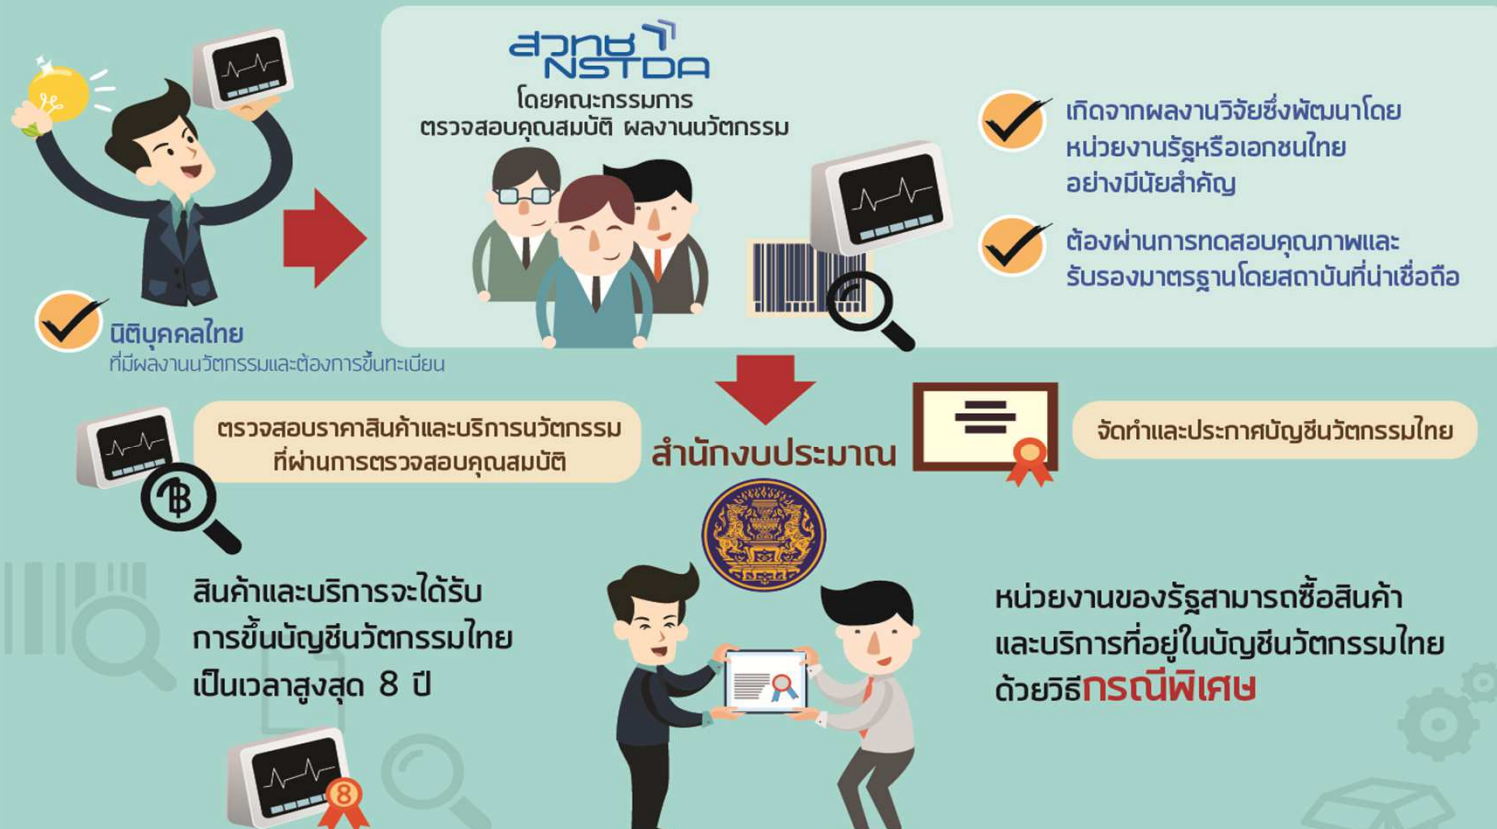 สวทช
NSTDA
โดยคณะกรรมการ
ตรวจสอบคุณสมบัติ ผลงานนวัตกรรม
เกิดจากผลงานวิจัยซึ่งพัฒนาโดย
หน่วยงานรัฐหรือเอกชนไทย
อย่างมีนัยสำคัญ
ต้องผ่านการทดสอบคุณภาพและ
รับรองมาตรฐานโดยสถาบันที่น่าเชื่อถือ
นิติบุคคลไทย
ที่มีผลงานนวัตกรรมและต้องการขึ้นทะเบียน
ตรวจสอบราคาสินค้าและบริการนวัตกรรม
ที่ผ่านการตรวจสอบคุณสมบัติ
฿
สำนักงบประมาณ
จัดทำและประกาศบัญชีนวัตกรรมไทย
สินค้าและบริการจะได้รับ
การขึ้นบัญชีนวัตกรรมไทย
เป็นเวลาสูงสุด 8 ปี
8
หน่วยงานของรัฐสามารถซื้อสินค้า
และบริการที่อยู่ในบัญชีนวัตกรรมไทย
ด้วยวิธีกรณีพิเศษ